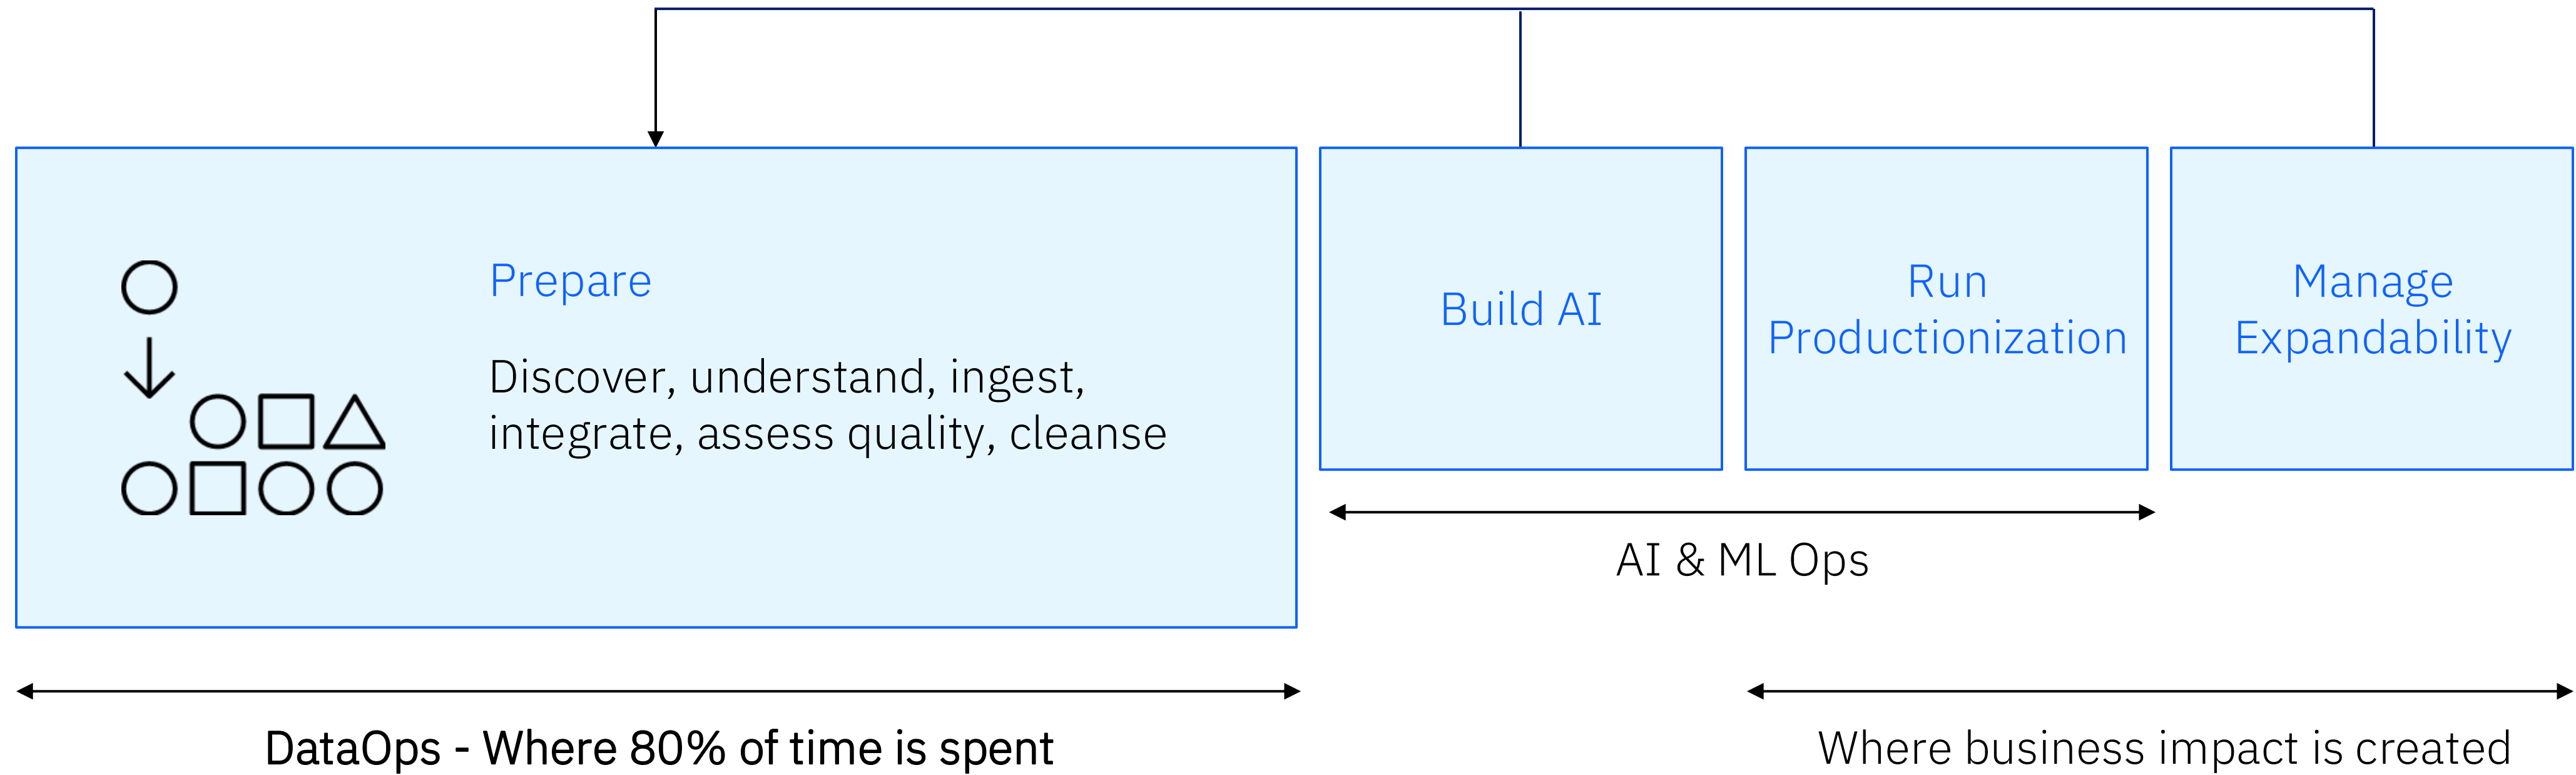 Prepare
Discover, understand, ingest,
integrate, assess quality, cleanse
Build AI
Run
Productionization
Manage
Expandability
AI & ML Ops
DataOps - Where 80% of time is spent
Where business impact is created